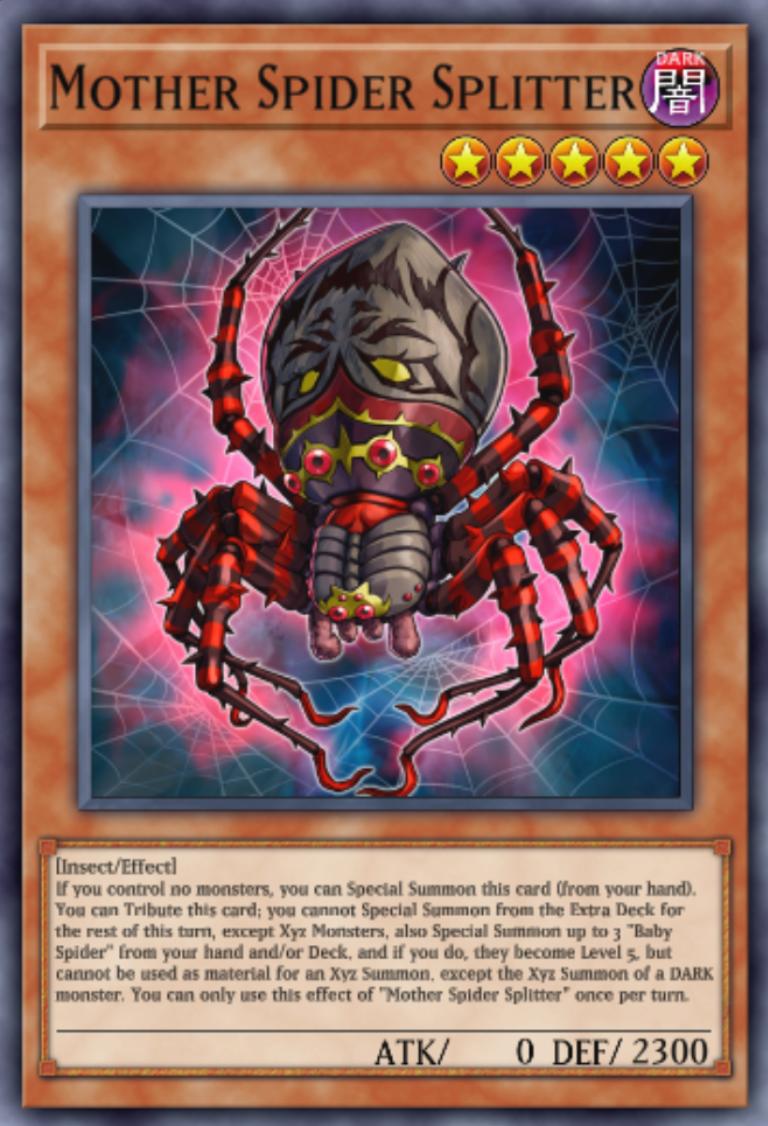 MOTHER SPIDER SPLITTER
DARK
闇
[Insect/Effect]
If you control no monsters, you can Special Summon this card (from your hand).
You can Tribute this card; you cannot Special Summon from the Extra Deck for
the rest of this turn, except Xyz Monsters, also Special Summon up to 3 "Baby
Spider" from your hand and/or Deck, and if you do, they become Level 5, but
cannot be used as material for an Xyz Summon, except the Xyz Summon of a DARK
monster. You can only use this effect of "Mother Spider Splitter" once per turn.
ATK/ 0 DEF/ 2300